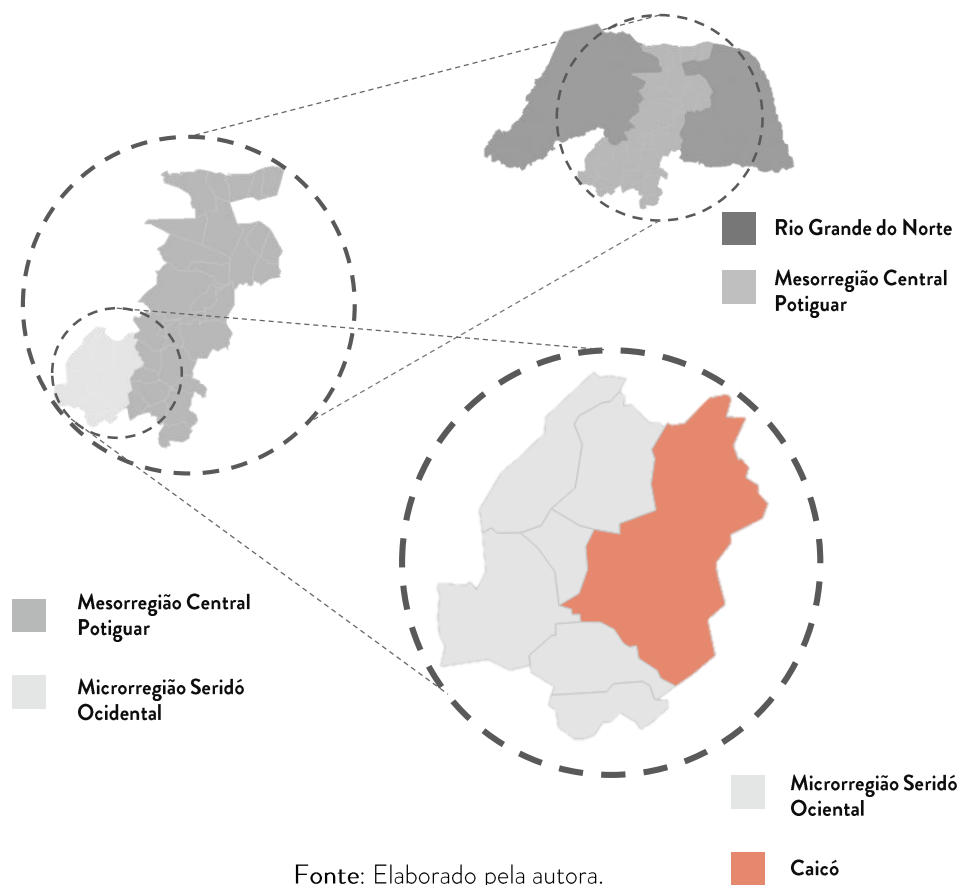 Rio Grande do Norte
Mesorregião Central
Potiguar
Mesorregião Central
Potiguar
Microrregião Seridó
Ocidental
Microrregião Seridó
Ociental
Caicó
Fonte: Elaborado pela autora.